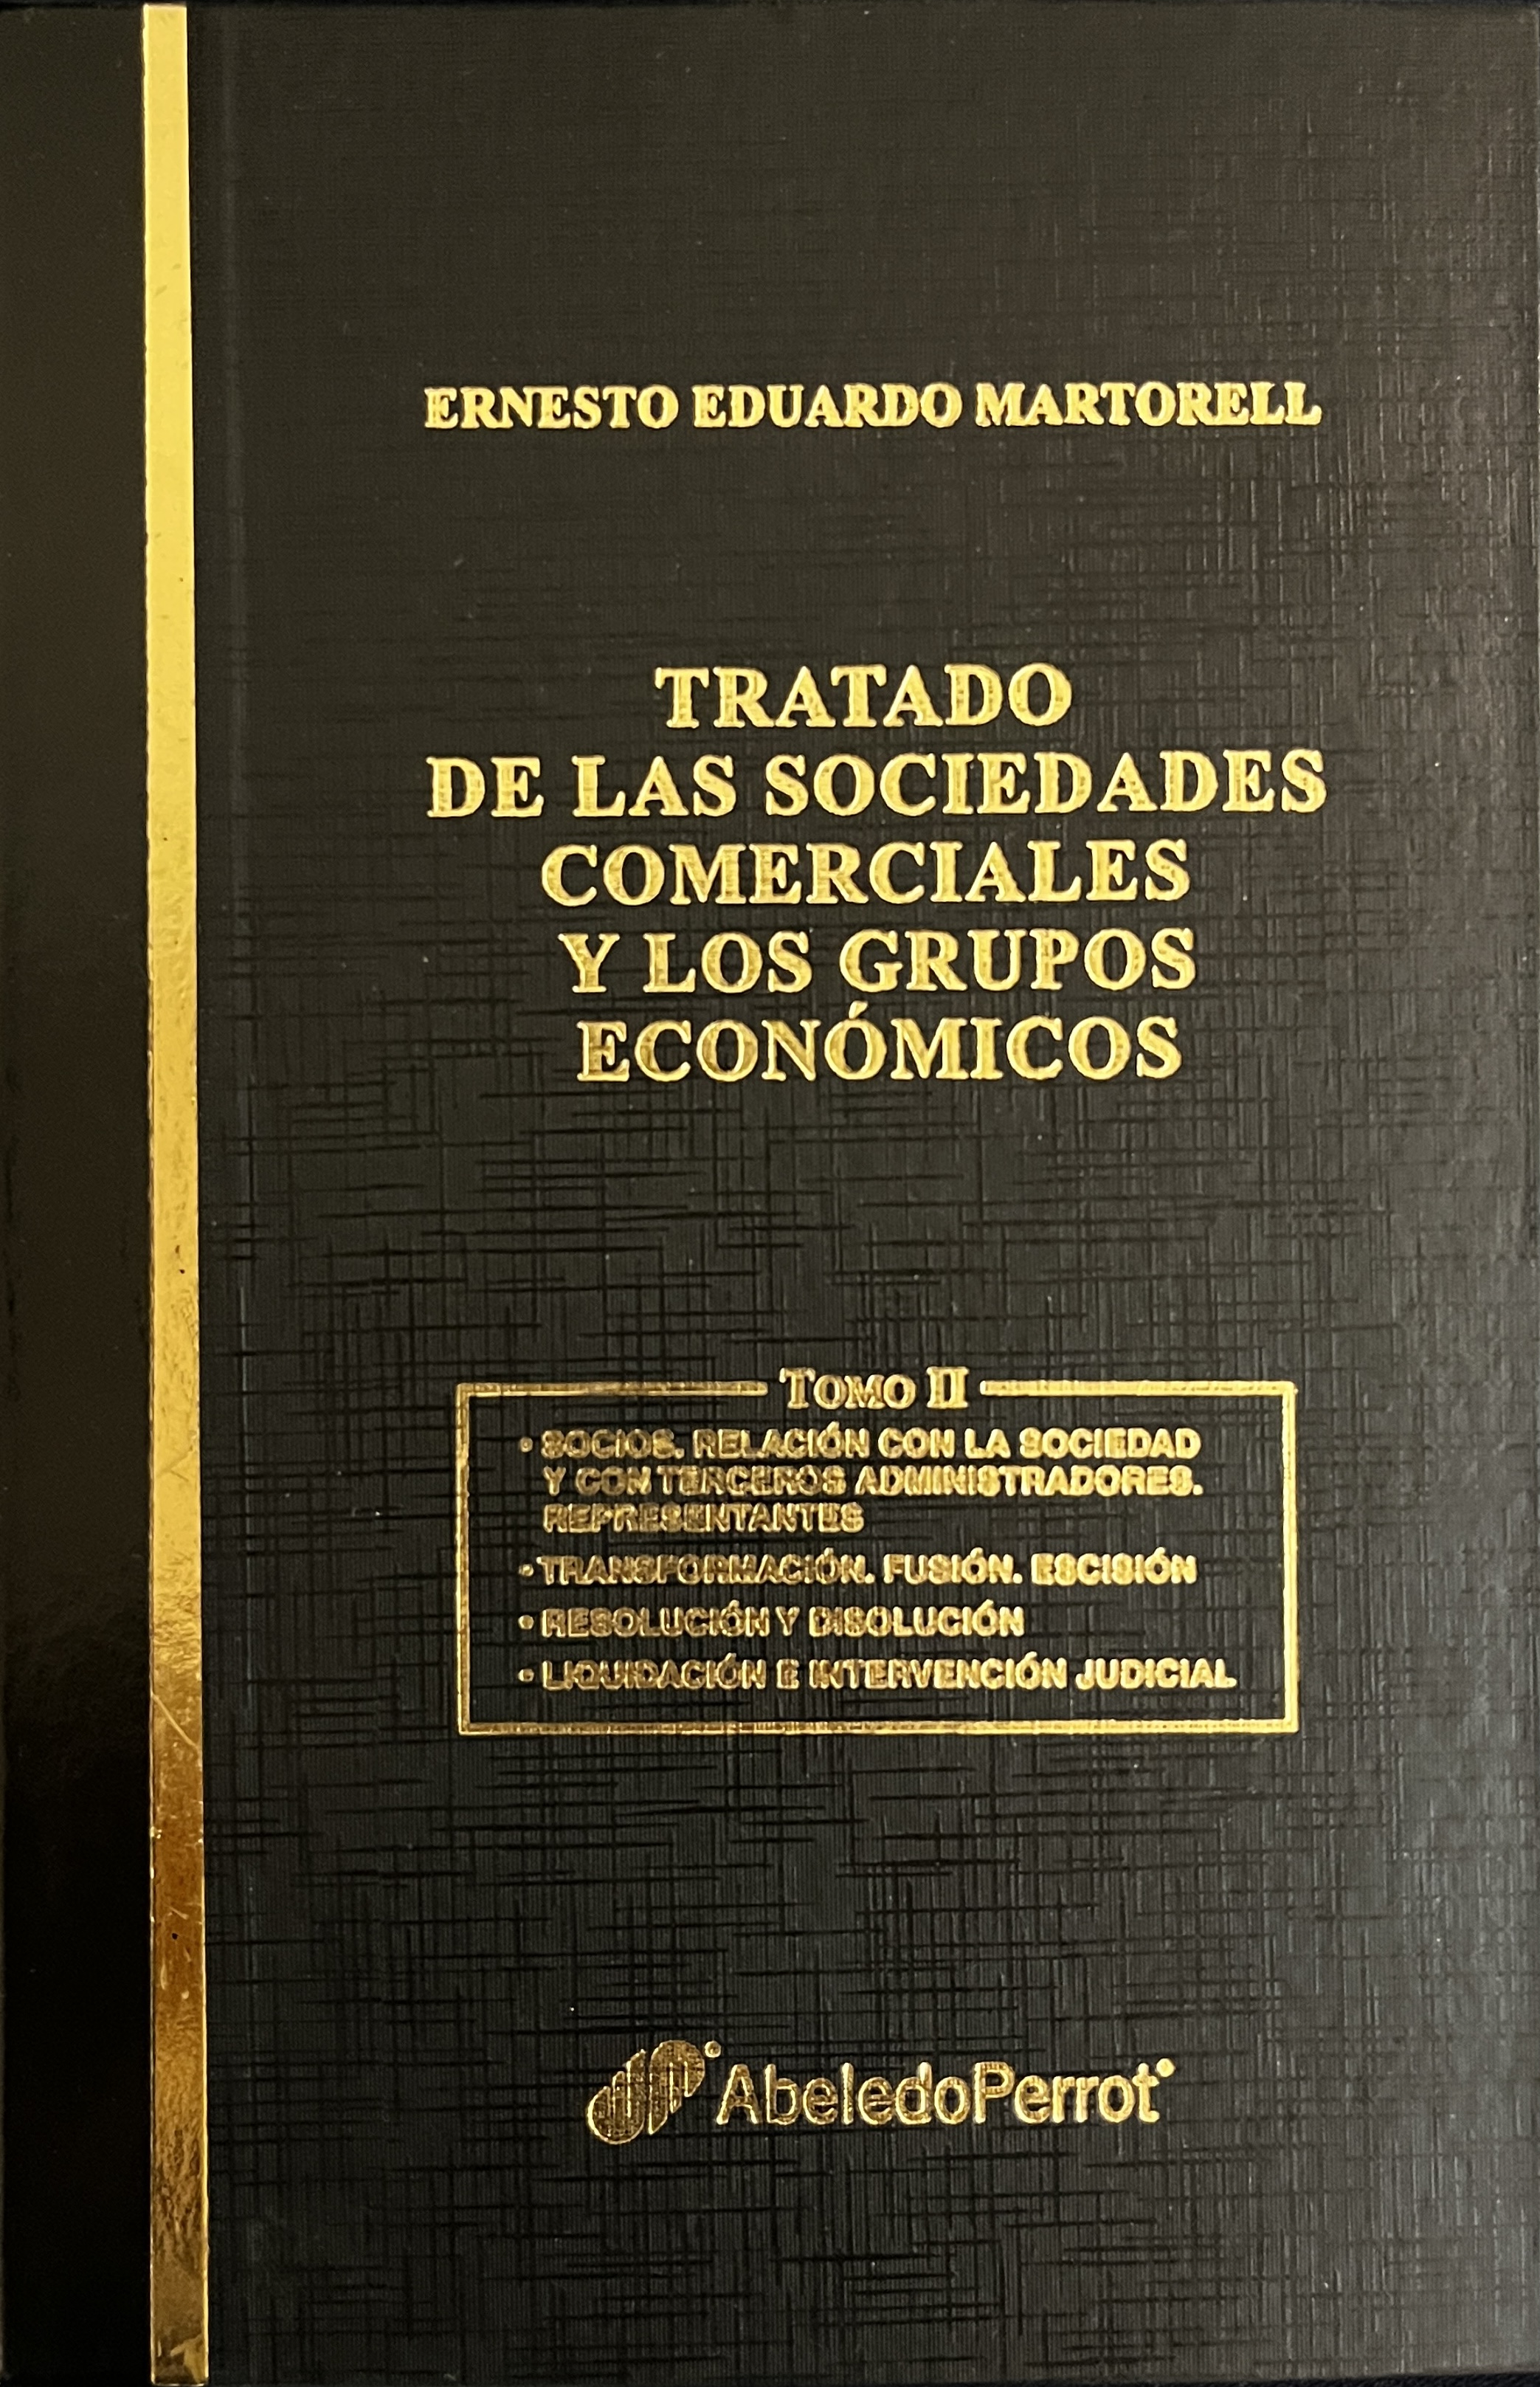 ERNESTO EDUARDO MARTORELL
TRATADO
DE LAS SOCIEDADES
COMERCIALES
Y LOS GRUPOS
ECONÓMICOS
TOMO II
• SOCIOS. RELACIÓN CON LA SOCIEDAD
Y CON TERCEROS ADMINISTRADORES.
REPRESENTANTES
• TRANSFORMACIÓN. FUSIÓN. ESCISIÓN
• RESOLUCIÓN Y DISOLUCIÓN
• LIQUIDACIÓN E INTERVENCIÓN JUDICIAL
AbeledoPerrot